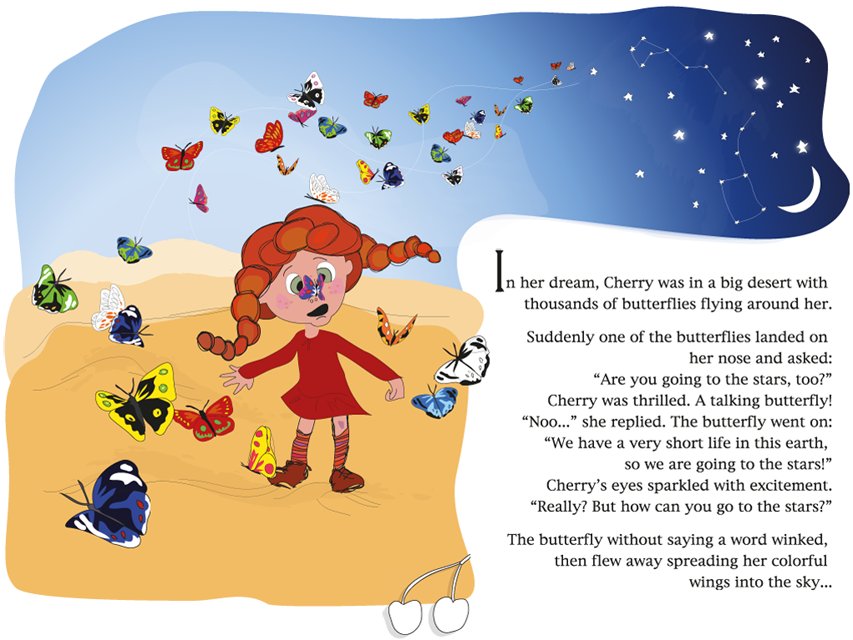 In her dream, Cherry was in a big desert with
thousands of butterflies flying around her.
Suddenly one of the butterflies landed on
her nose and asked:
“Are you going to the stars, too?”
Cherry was thrilled. A talking butterfly!
“Noo...” she replied. The butterfly went on:
“We have a very short life in this earth,
so we are going to the stars!”
Cherry’s eyes sparkled with excitement.
“Really? But how can you go to the stars?”
The butterfly without saying a word winked,
then flew away spreading her colorful
wings into the sky...